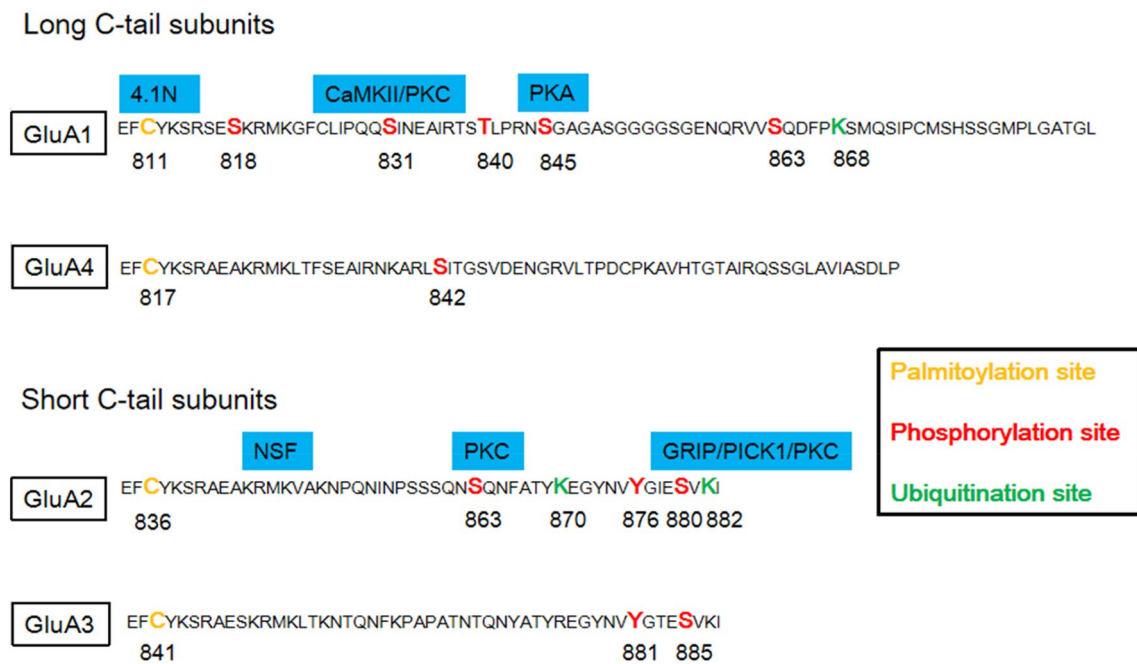 Long C-tail subunits
4.1N CaMKII/PKC PKA
GluA1 EFCYKSRSESKRMKGFCLIPQQSINEAIRTSTLPRNSGAGASGGGGSGENQRVVSQDFPKSMQSIPCMSHSSGMPLGATGL
811 818 831 840 845 863 868
GluA4 EFCYKSRAEAKRMKLTFSEAIRNKARLSITGSVDENGRVLTPDCPKAVHTGTAIRQSSGLAVIASDLP
817 842
Short C-tail subunits
NSF PKC GRIP/PICK1/PKC
GluA2 EFCYKSRAEAKRMKVAKNPQNINPSSSQNSQNFATYKEGYNVYGIESVKI
836 863 870 876 880 882
GluA3 EFCYKSRAESKRMKLTKNTQNFKPAPATNTQNYATYREGYNVYGTESVKI
841 881 885
Palmitoylation site
Phosphorylation site
Ubiquitination site